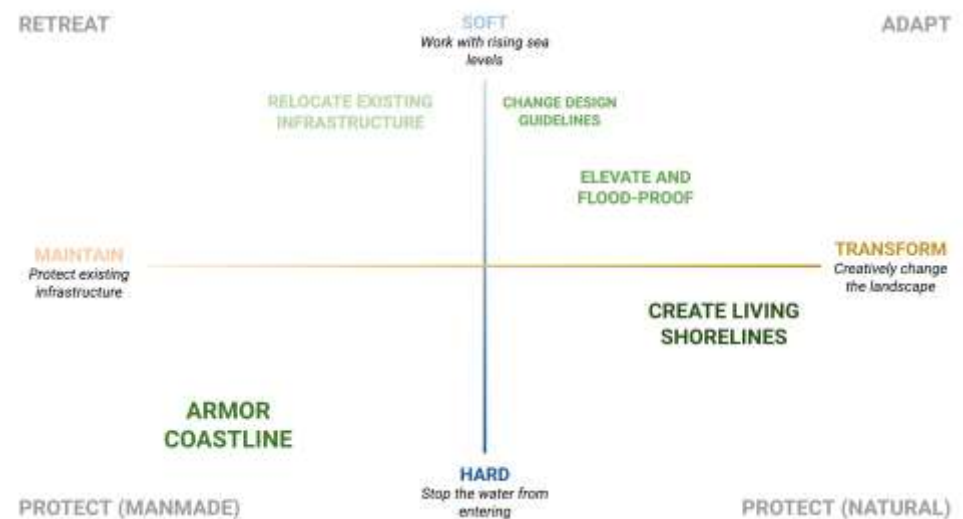 RETREAT
SOFT
Work with rising sea
levels
ADAPT
RELOCATE EXISTING
INFRASTRUCTURE
CHANGE DESIGN
GUIDELINES
ELEVATE AND
FLOOD-PROOF
MAINTAIN
Protect existing
infrastructure
TRANSFORM
Creatively change
the landscape
CREATE LIVING
SHORELINES
ARMOR
COASTLINE
HARD
Stop the water from
entering
PROTECT (MANMADE)
PROTECT (NATURAL)